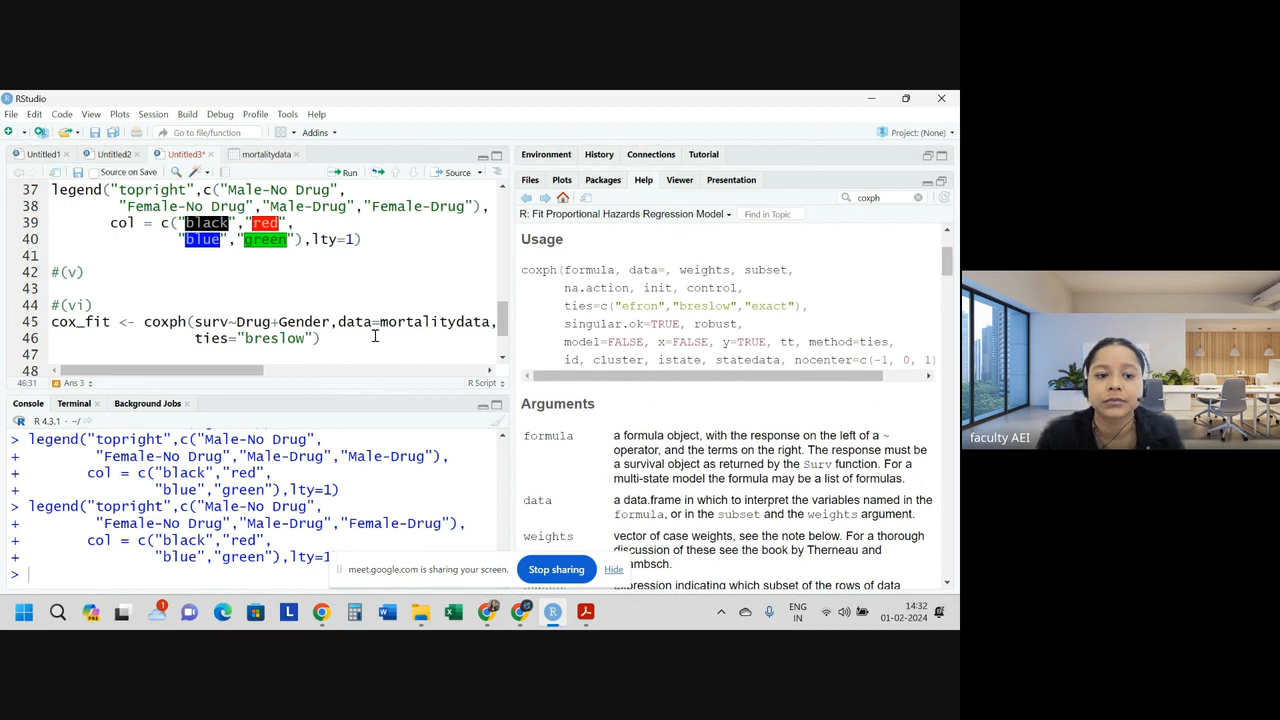 RStudio
File Edit Code View Plots Session Build Debug Profile Tools Help
Go to file/function Addins Project: (None)
Untitled1 Untitled2 Untitled3* mortalitydata
Source on Save Run Source
37 legend("topright",c("Male-No Drug",
38 "Female-No Drug","Male-Drug","Female-Drug"),
39 col = c("black","red",
40 "blue","green"),lty=1)
41
42 #(v)
43
44 #(vi)
45 cox_fit <- coxph(surv~Drug+Gender,data=mortalitydata,
46 ties="breslow")
47
48
46:31 Ans 3 R Script
Console Terminal Background Jobs
R 4.3.1 · ~/
> legend("topright",c("Male-No Drug",
+ "Female-No Drug","Male-Drug","Male-Drug"),
+ col = c("black","red",
+ "blue","green"),lty=1)
> legend("topright",c("Male-No Drug",
+ "Female-No Drug","Male-Drug","Female-Drug"),
+ col = c("black","red",
+ "blue","green"),lty=1
>
Environment History Connections Tutorial
Files Plots Packages Help Viewer Presentation
coxph
R: Fit Proportional Hazards Regression Model Find in Topic
Usage
coxph(formula, data=, weights, subset,
na.action, init, control,
ties=c("efron","breslow","exact"),
singular.ok=TRUE, robust,
model=FALSE, x=FALSE, y=TRUE, tt, method=ties,
id, cluster, istate, statedata, nocenter=c(-1, 0, 1)
Arguments
formula a formula object, with the response on the left of a ~
operator, and the terms on the right. The response must be
a survival object as returned by the Surv function. For a
multi-state model the formula may be a list of formulas.
data a data.frame in which to interpret the variables named in the
formula, or in the subset and the weights argument.
weights vector of case weights, see the note below. For a thorough
discussion of these see the book by Therneau and
ambsch.
expression indicating which subset of the rows of data
meet.google.com is sharing your screen. Stop sharing Hide
faculty AEI
1 PRE L W X R
ENG
IN
14:32
01-02-2024